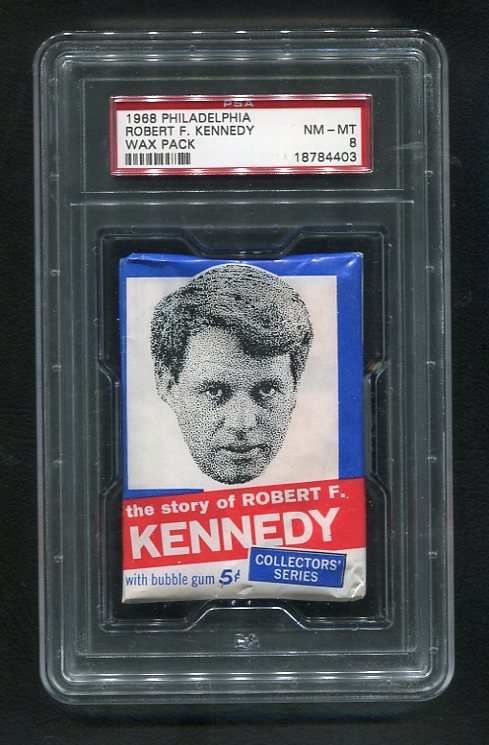 PSA
1968 PHILADELPHIA
ROBERT F. KENNEDY NM-MT
WAX PACK 8
18784403
the story of ROBERT F.
KENNEDY
with bubble gum 5¢
COLLECTORS'
SERIES
PSA